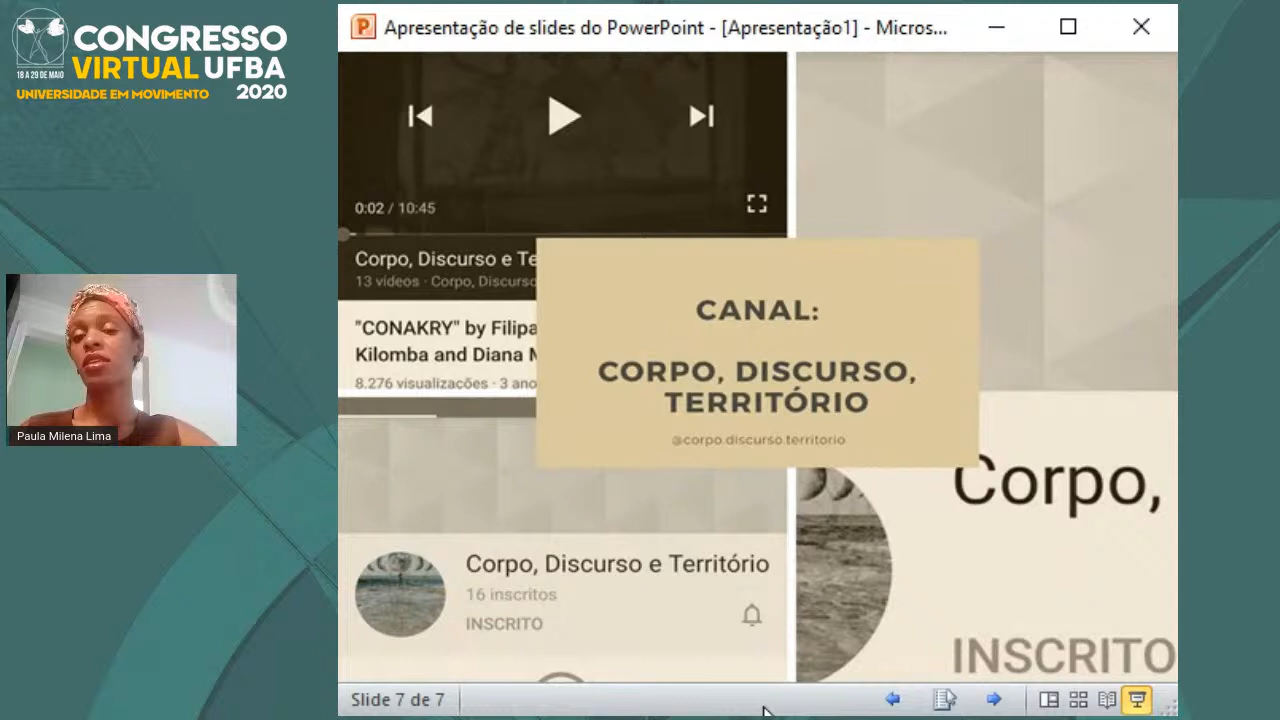 CONGRESSO
VIRTUAL UFBA
18 A 29 DE MAIO
UNIVERSIDADE EM MOVIMENTO 2020
Paula Milena Lima
Apresentação de slides do PowerPoint - [Apresentação1] - Micros...
0:02 / 10:45
Corpo, Discurso e Te
13 vídeos · Corpo, Discurso
"CONAKRY" by Filipa
Kilomba and Diana M
8.276 visualizações · 3 ano
CANAL:
CORPO, DISCURSO,
TERRITÓRIO
@corpo.discurso.territorio
Corpo, Discurso e Território
16 inscritos
INSCRITO
Corpo,
INSCRITO
Slide 7 de 7